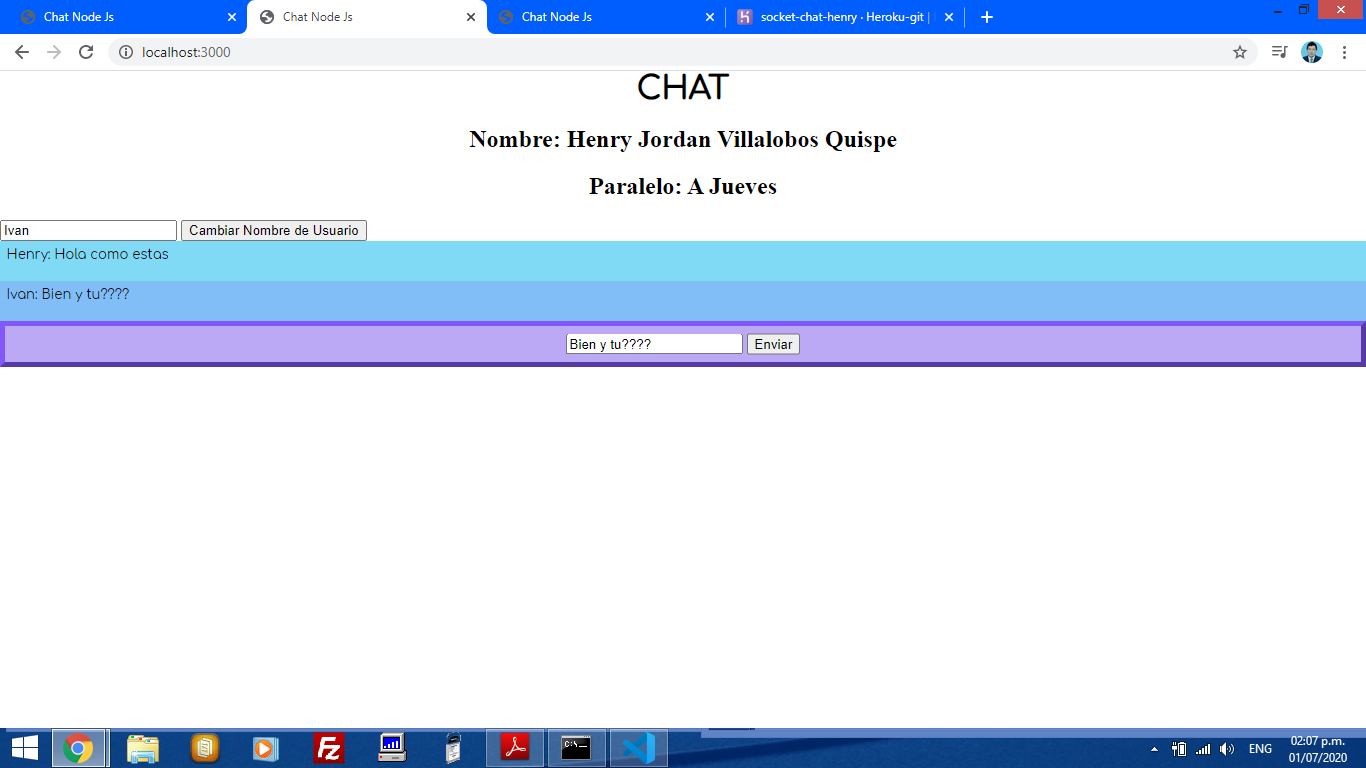 Chat Node Js
Chat Node Js
Chat Node Js
socket-chat-henry · Heroku-git |
localhost:3000
CHAT
Nombre: Henry Jordan Villalobos Quispe
Paralelo: A Jueves
Ivan
Cambiar Nombre de Usuario
Henry: Hola como estas
Ivan: Bien y tu????
Bien y tu????
Enviar
Fz
C:\_
ENG
02:07 p.m.
01/07/2020